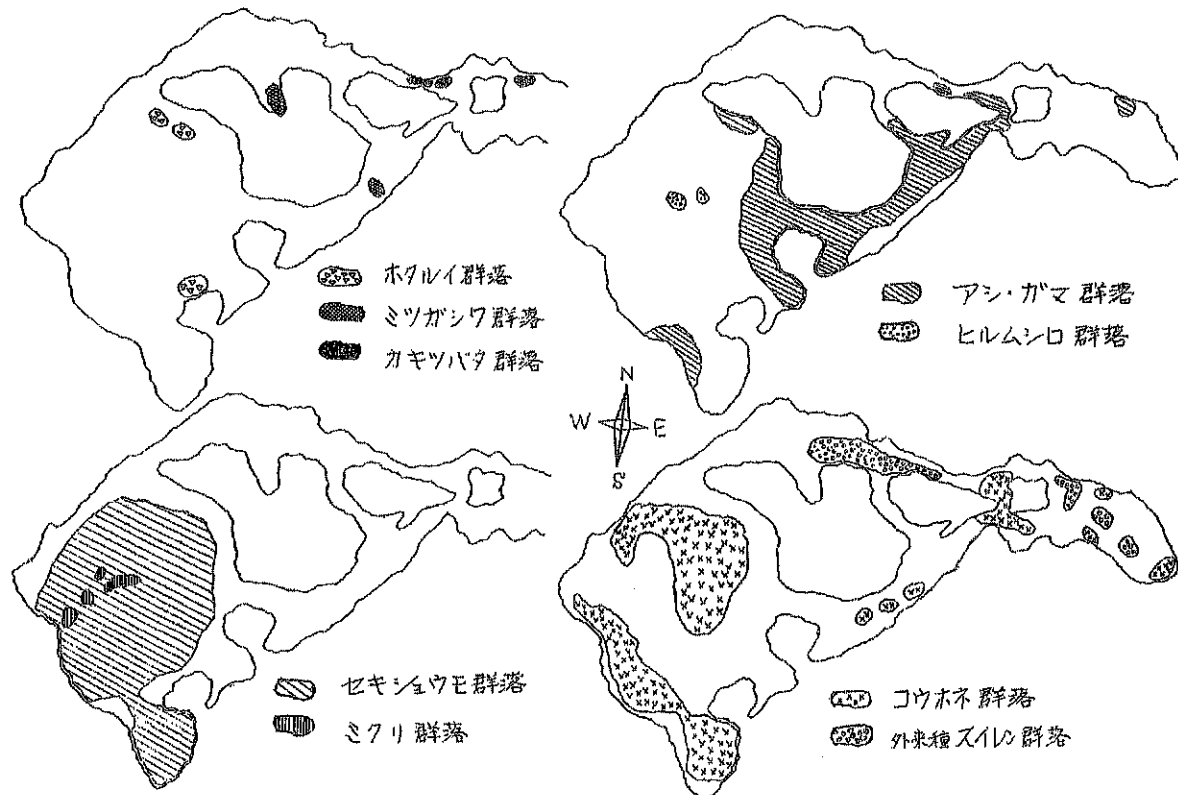 ホタルイ群落
ミツガシワ群落
カキツバタ群落
アシ・ガマ群落
ヒルムシロ群落
N
W E
S
セキショウモ群落
ミクリ群落
コウホネ群落
外来種スイレン群落